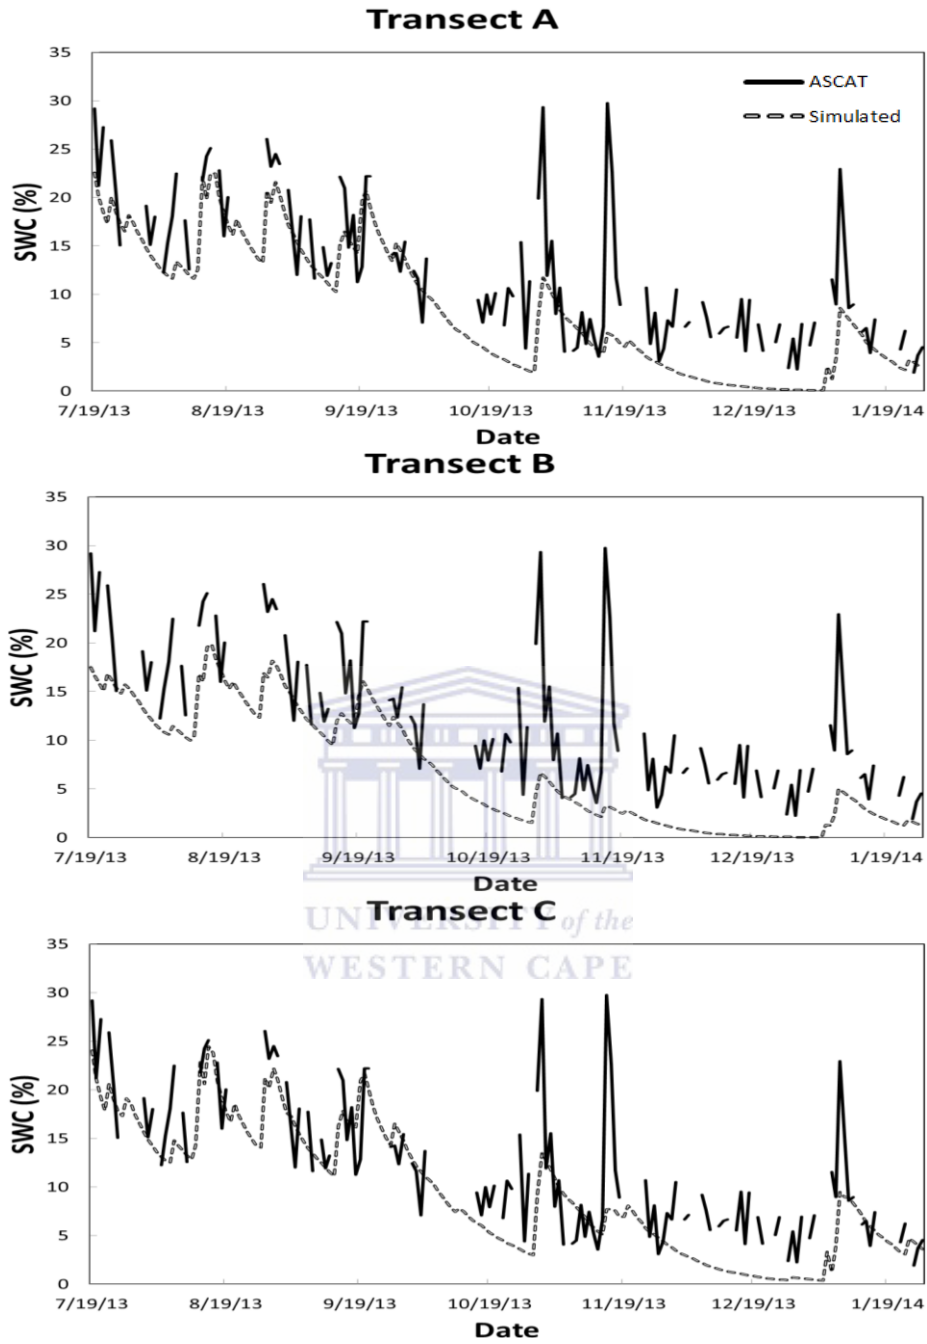 Transect A
35
30
25
20
15
10
5
0
SWC (%)
ASCAT
Simulated
7/19/13 8/19/13 9/19/13 10/19/13 11/19/13 12/19/13 1/19/14
Date
Transect B
35
30
25
20
15
10
5
0
SWC (%)
7/19/13 8/19/13 9/19/13 10/19/13 11/19/13 12/19/13 1/19/14
Date
Transect C
UNIVERSITY of the
WESTERN CAPE
35
30
25
20
15
10
5
0
SWC (%)
7/19/13 8/19/13 9/19/13 10/19/13 11/19/13 12/19/13 1/19/14
Date